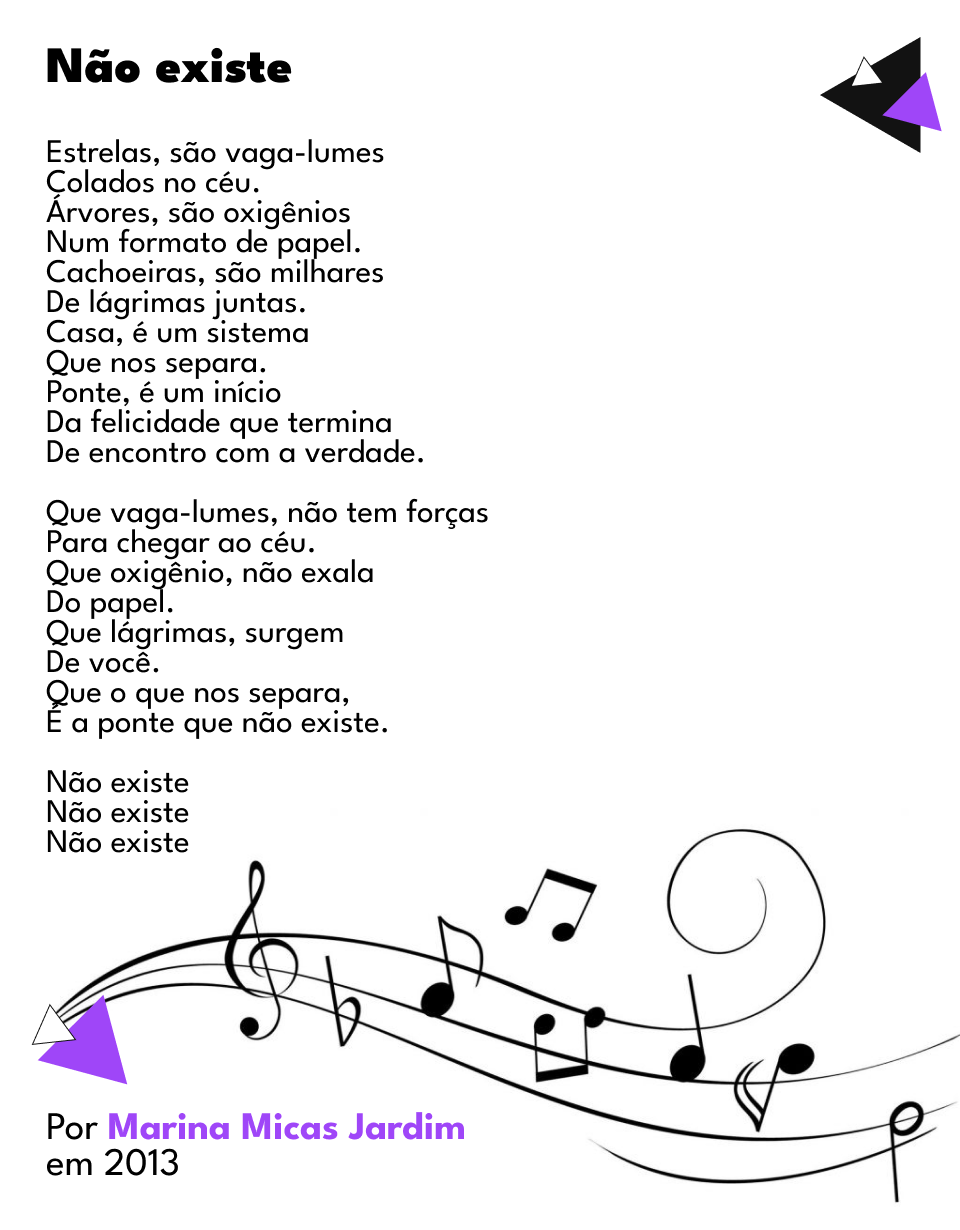 Não existe
Estrelas, são vaga-lumes
Colados no céu.
Árvores, são oxigênios
Num formato de papel.
Cachoeiras, são milhares
De lágrimas juntas.
Casa, é um sistema
Que nos separa.
Ponte, é um início
Da felicidade que termina
De encontro com a verdade.
Que vaga-lumes, não tem forças
Para chegar ao céu.
Que oxigênio, não exala
Do papel.
Que lágrimas, surgem
De você.
Que o que nos separa,
É a ponte que não existe.
Não existe
Não existe
Não existe
Por Marina Micas Jardim
em 2013